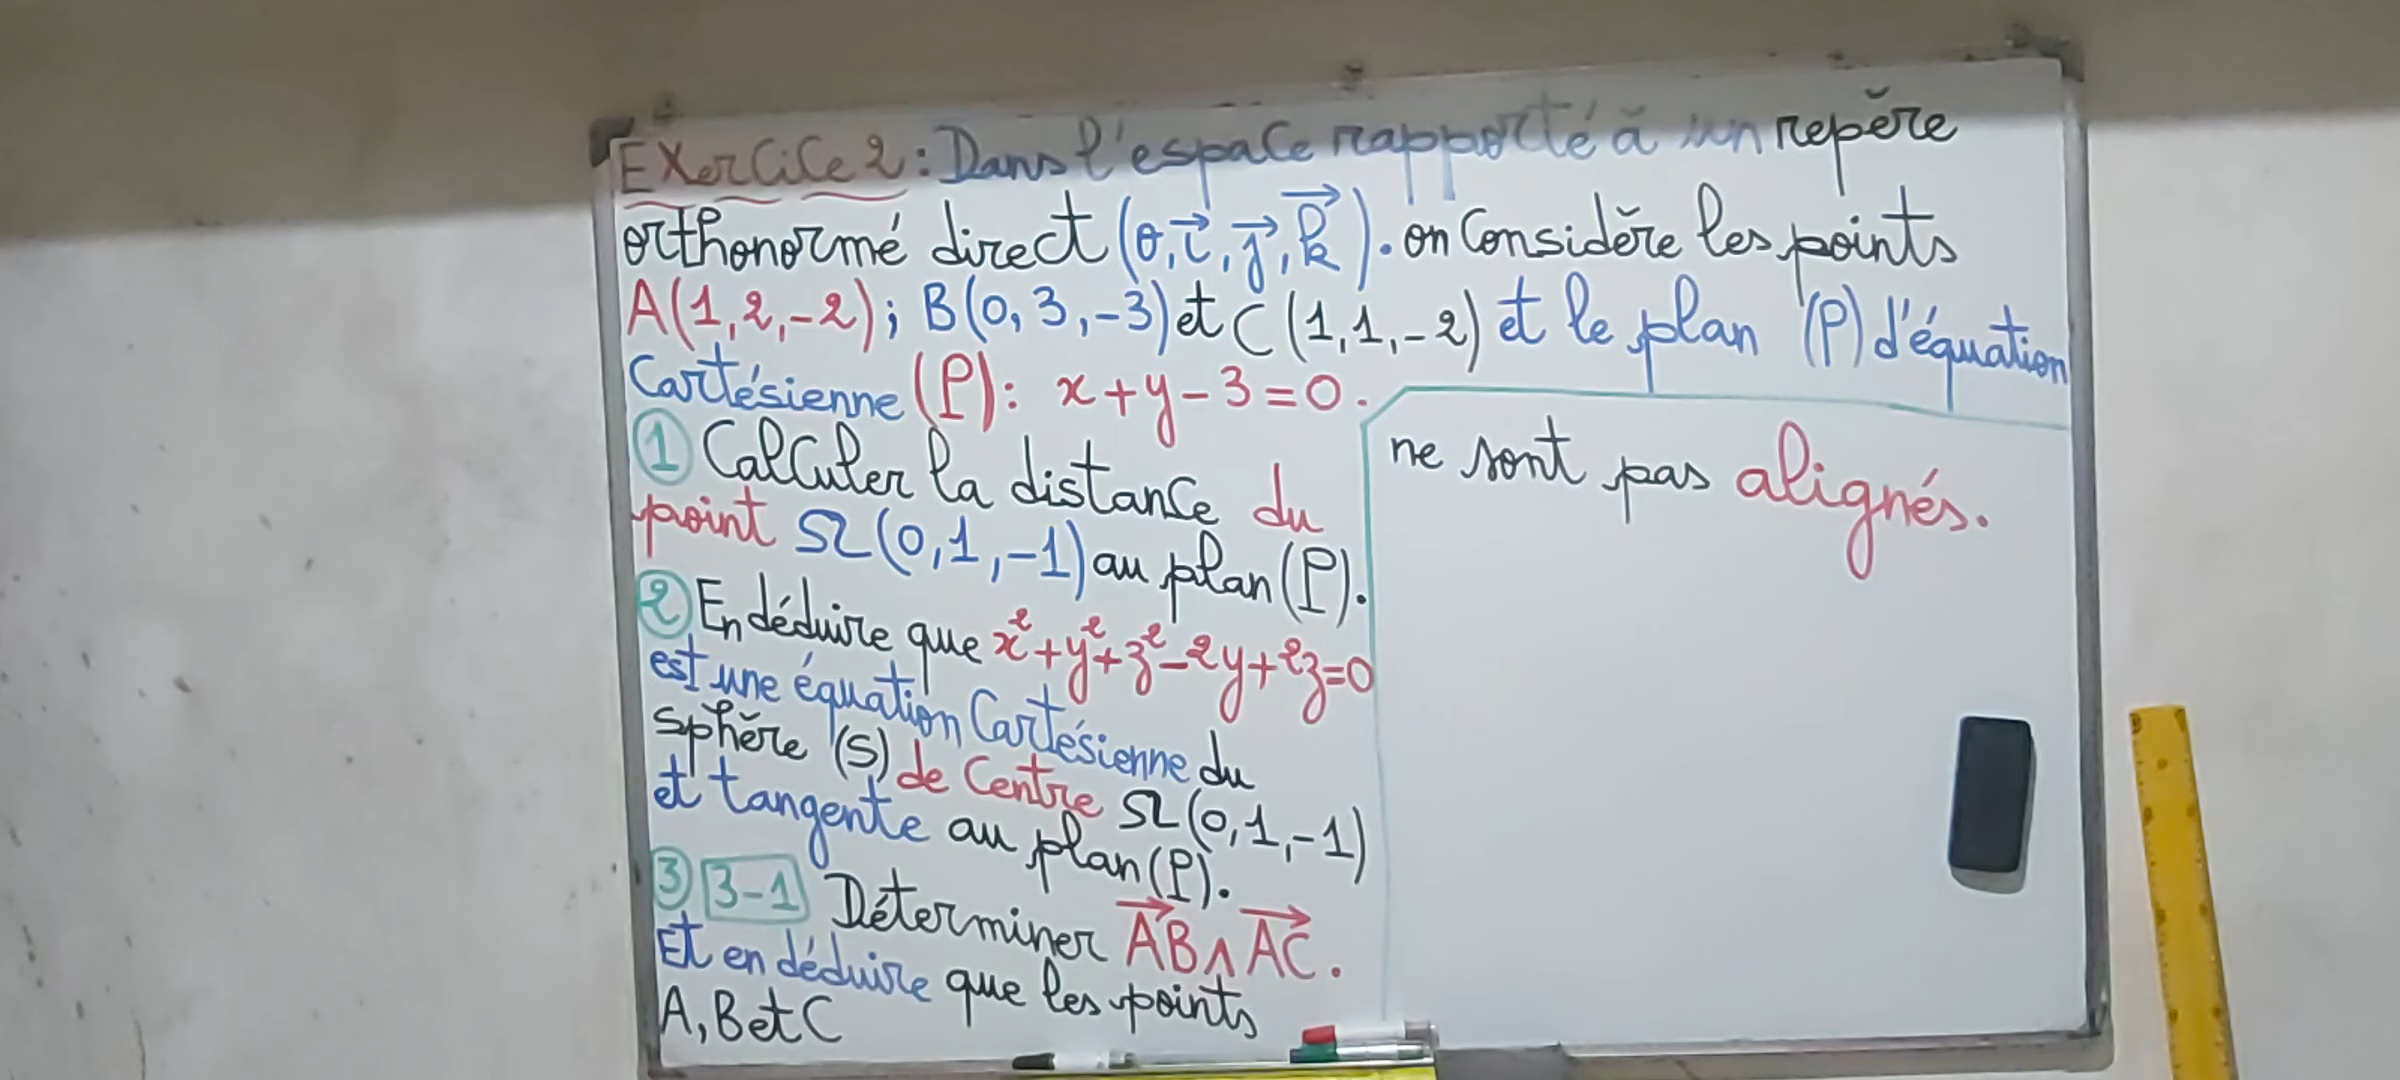 EXerCiCe 2 : Dans l'espace rapporté à un repère
orthonormé direct (o, i⃗, j⃗, k⃗). on Considère les points
A(1, 2, -2); B(0, 3, -3) et C (1, 1, -2) et le plan (P) d'équation
Cartésienne (P): x + y - 3 = 0.
① Calculer la distance du
point Ω(0, 1, -1) au plan (P).
② En déduire que x² + y² + z² - 2y + 2z = 0
est une équation Cartésienne du
sphère (S) de Centre Ω(0, 1, -1)
et tangente au plan (P).
③ 3-1 Déterminer A⃗B⃗ ∧ A⃗C⃗.
Et en déduire que les points
A, B et C
ne sont pas alignés.